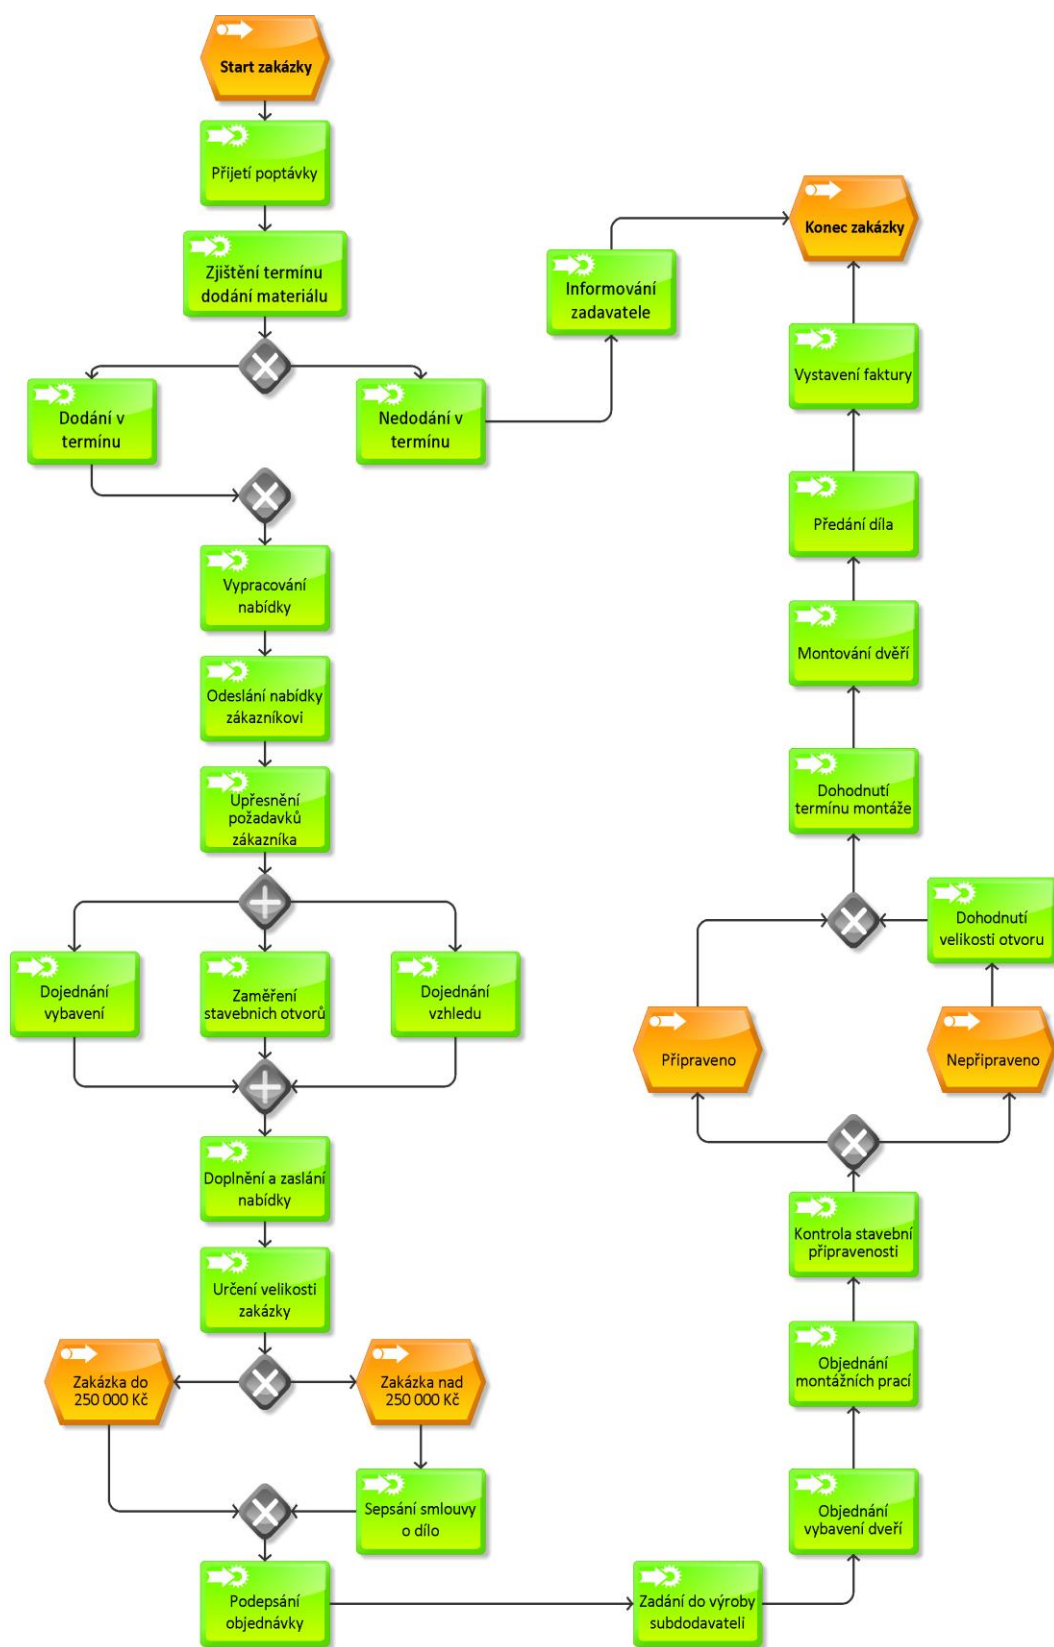 Start zakázky
Přijetí poptávky
Zjištění termínu
dodání materiálu
Dodání v
termínu
Nedodání v
termínu
Informování
zadavatele
Konec zakázky
Vypracování
nabídky
Odeslání nabídky
zákazníkovi
Upřesnění
požadavků
zákazníka
Dojednání
vybavení
Zaměření
stavebnich otvorů
Dojednání
vzhledu
Doplnění a zaslání
nabídky
Určení velikosti
zakázky
Zakázka do
250 000 Kč
Zakázka nad
250 000 Kč
Sepsání smlouvy
o dílo
Podepsání
objednávky
Zadání do výroby
subdodavateli
Objednání
vybavení dveří
Objednání
montážních prací
Kontrola stavební
připravenosti
Připraveno
Nepřipraveno
Dohodnutí
velikosti otvoru
Dohodnutí
termínu montáže
Montování dvěří
Předání díla
Vystavení faktury